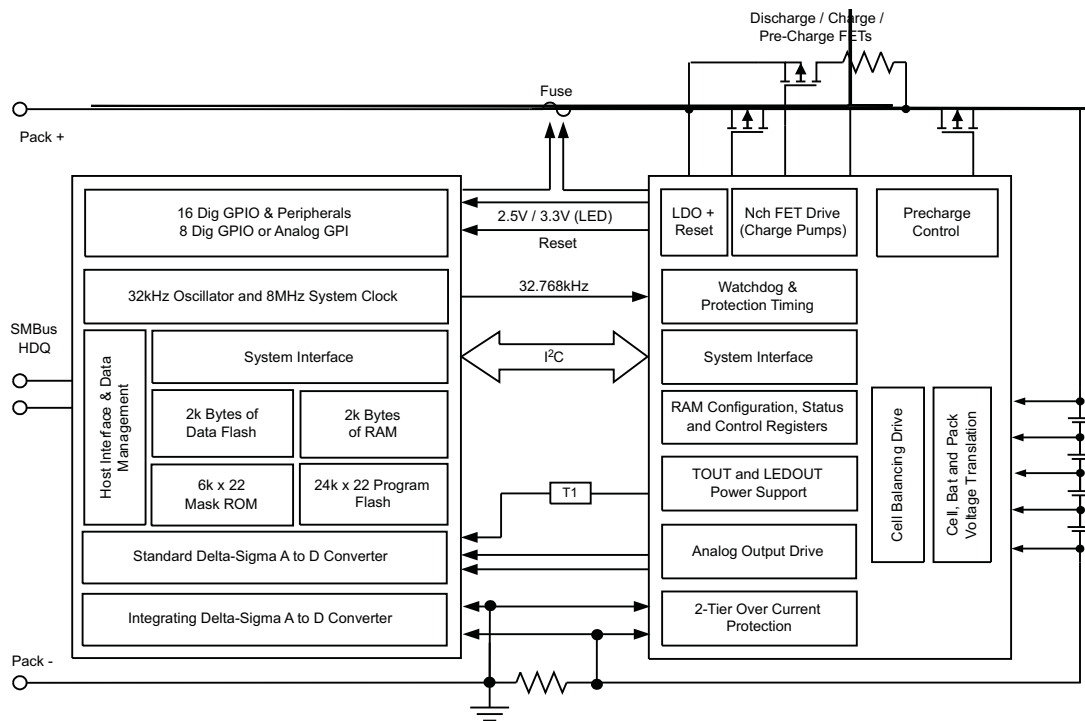 Discharge / Charge /
Pre-Charge FETs
Fuse
Pack +
16 Dig GPIO & Peripherals
8 Dig GPIO or Analog GPI
2.5V / 3.3V (LED)
Reset
LDO +
Reset
Nch FET Drive
(Charge Pumps)
Precharge
Control
32kHz Oscillator and 8MHz System Clock
32.768kHz
Watchdog &
Protection Timing
SMBus
HDQ
Host Interface & Data
Management
System Interface
I²C
System Interface
2k Bytes of
Data Flash
2k Bytes
of RAM
RAM Configuration, Status
and Control Registers
6k x 22
Mask ROM
24k x 22 Program
Flash
T1
TOUT and LEDOUT
Power Support
Cell Balancing Drive
Cell, Bat and Pack
Voltage Translation
Standard Delta-Sigma A to D Converter
Analog Output Drive
Integrating Delta-Sigma A to D Converter
2-Tier Over Current
Protection
Pack -